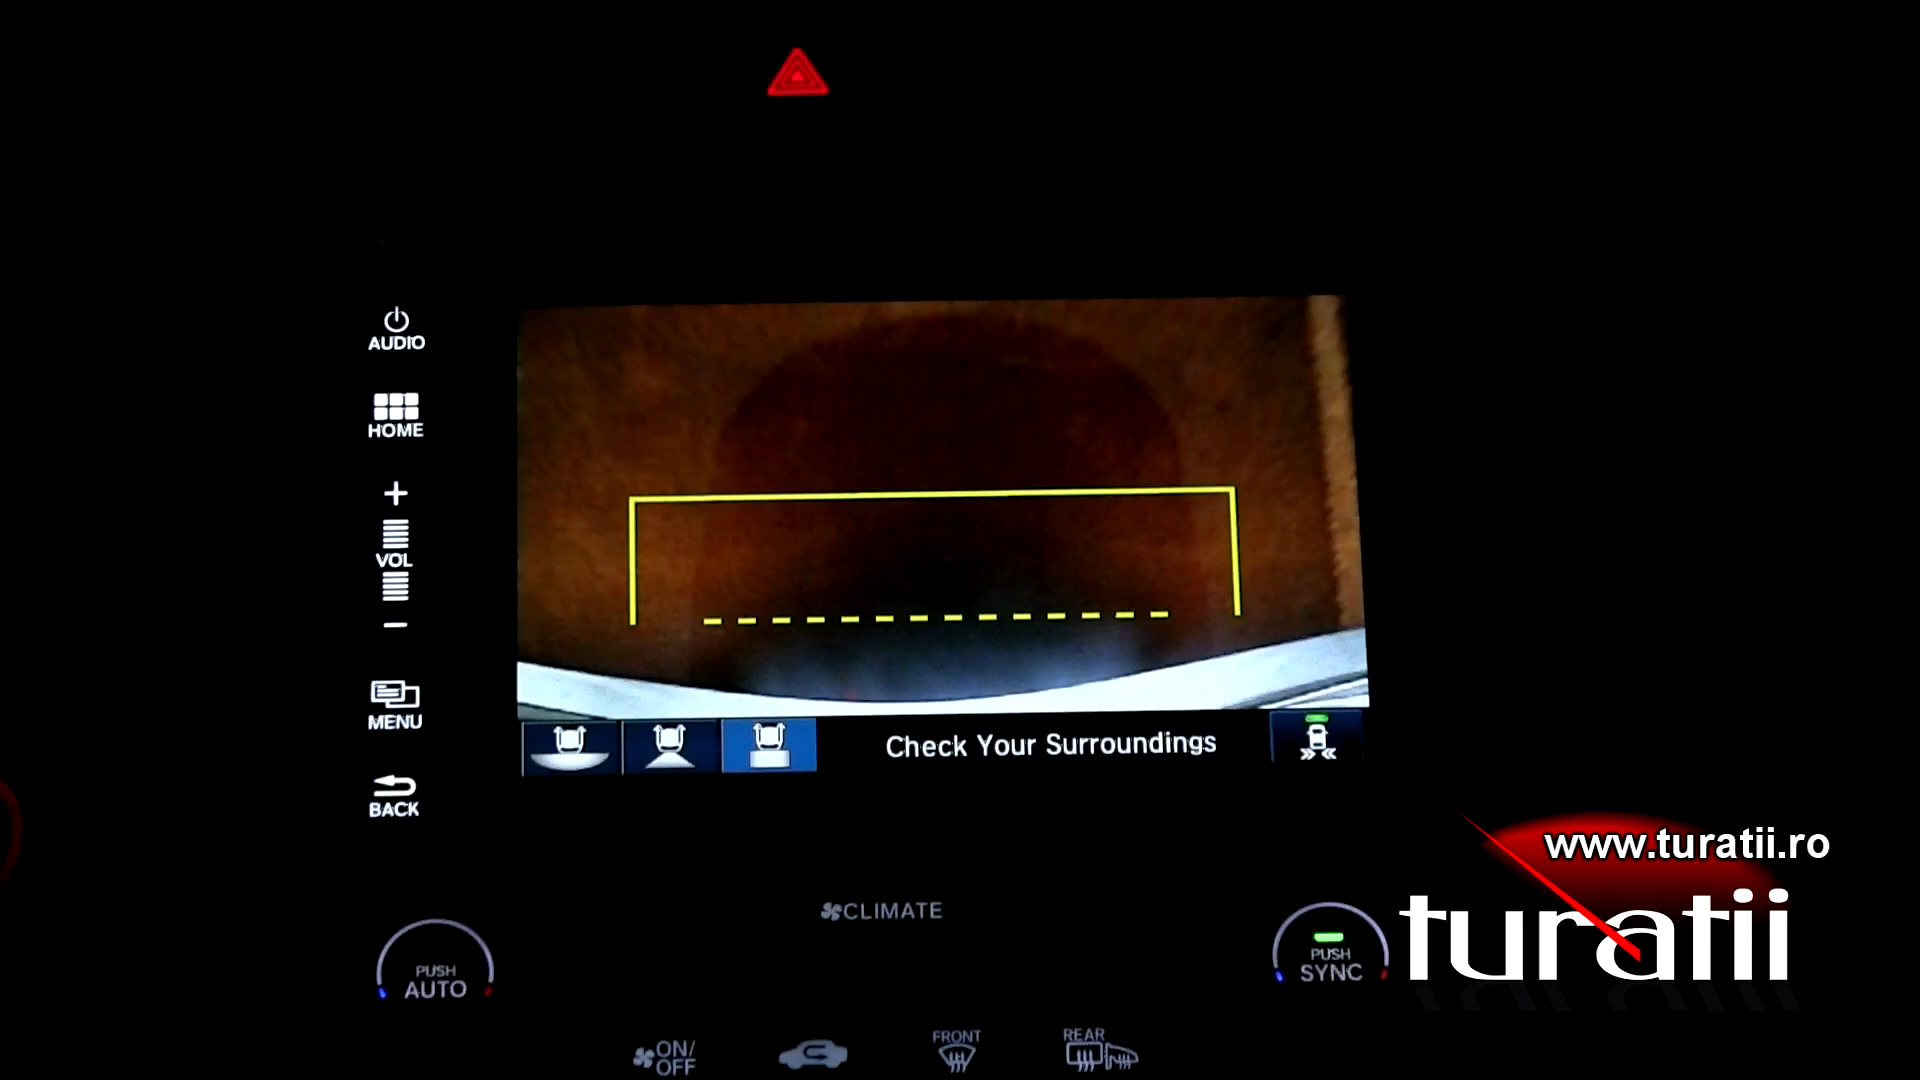 AUDIO
HOME
+
VOL
−
MENU
BACK
Check Your Surroundings
CLIMATE
PUSH
AUTO
PUSH
SYNC
ON/
OFF
FRONT
REAR
www.turatii.ro
turatii